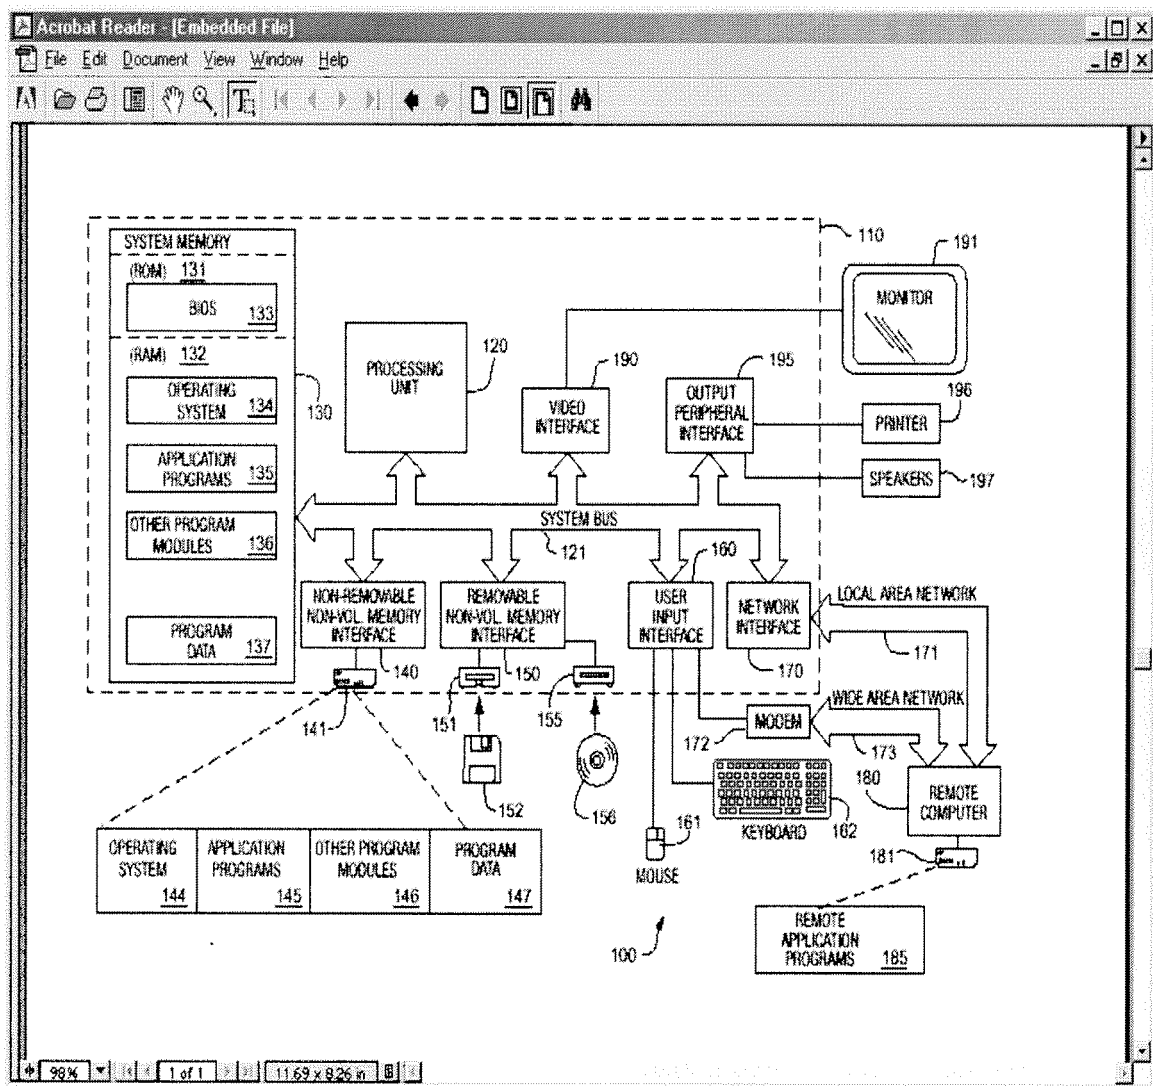 Acrobat Reader - [Embedded File]
File Edit Document View Window Help
110
191
SYSTEM MEMORY
(ROM) 131
BIOS 133
(RAM) 132
OPERATING
SYSTEM 134
APPLICATION
PROGRAMS 135
OTHER PROGRAM
MODULES 136
PROGRAM
DATA 137
130
PROCESSING
UNIT
120
VIDEO
INTERFACE
190
OUTPUT
PERIPHERAL
INTERFACE
195
MONITOR
196
PRINTER
SPEAKERS
197
SYSTEM BUS
121
NON-REMOVABLE
NON-VOL. MEMORY
INTERFACE
140
REMOVABLE
NON-VOL. MEMORY
INTERFACE
150
160
USER
INPUT
INTERFACE
NETWORK
INTERFACE
170
LOCAL AREA NETWORK
171
WIDE AREA NETWORK
173
141
151
155
MODEM
172
152
156
161
MOUSE
KEYBOARD
162
180
REMOTE
COMPUTER
181
OPERATING
SYSTEM
144
APPLICATION
PROGRAMS
145
OTHER PROGRAM
MODULES
146
PROGRAM
DATA
147
100
REMOTE
APPLICATION
PROGRAMS 185
98% 1 of 1 11.69 x 8.26 in